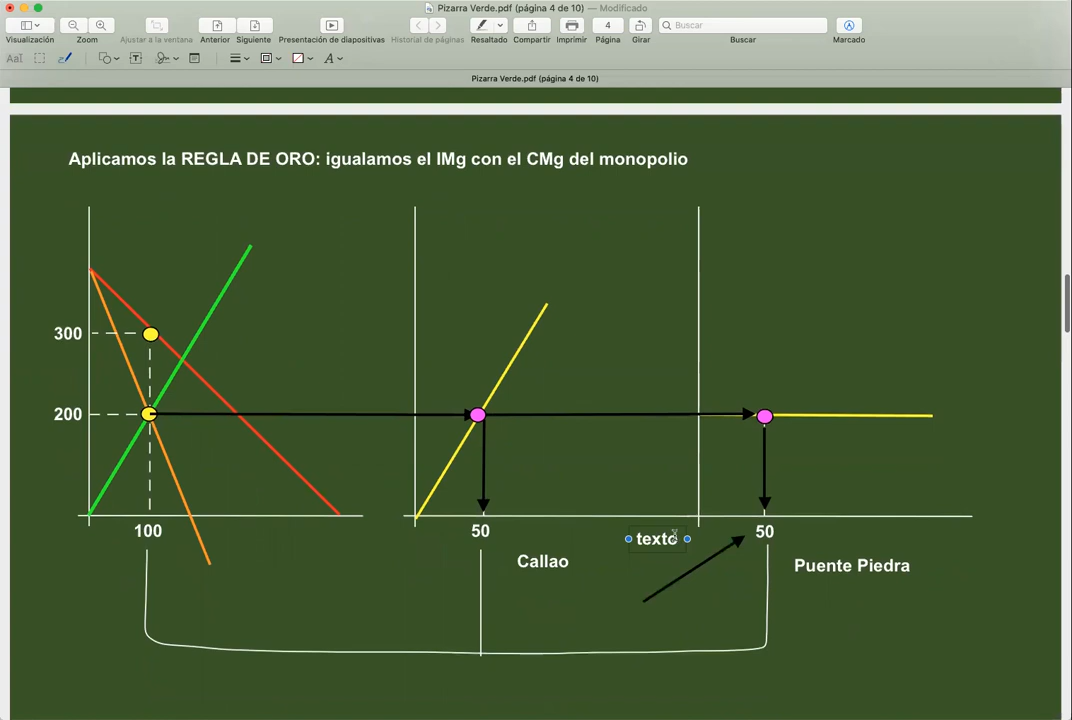 Pizarra Verde.pdf (página 4 de 10) — Modificado
4
Buscar
Visualización
Zoom
Ajustar a la ventana
Anterior
Siguiente
Presentación de diapositivas
Historial de páginas
Resaltado
Compartir
Imprimir
Página
Girar
Buscar
Marcado
AaI
A
Pizarra Verde.pdf (página 4 de 10)
Aplicamos la REGLA DE ORO: igualamos el IMg con el CMg del monopolio
300
200
100
50
texto
50
Callao
Puente Piedra